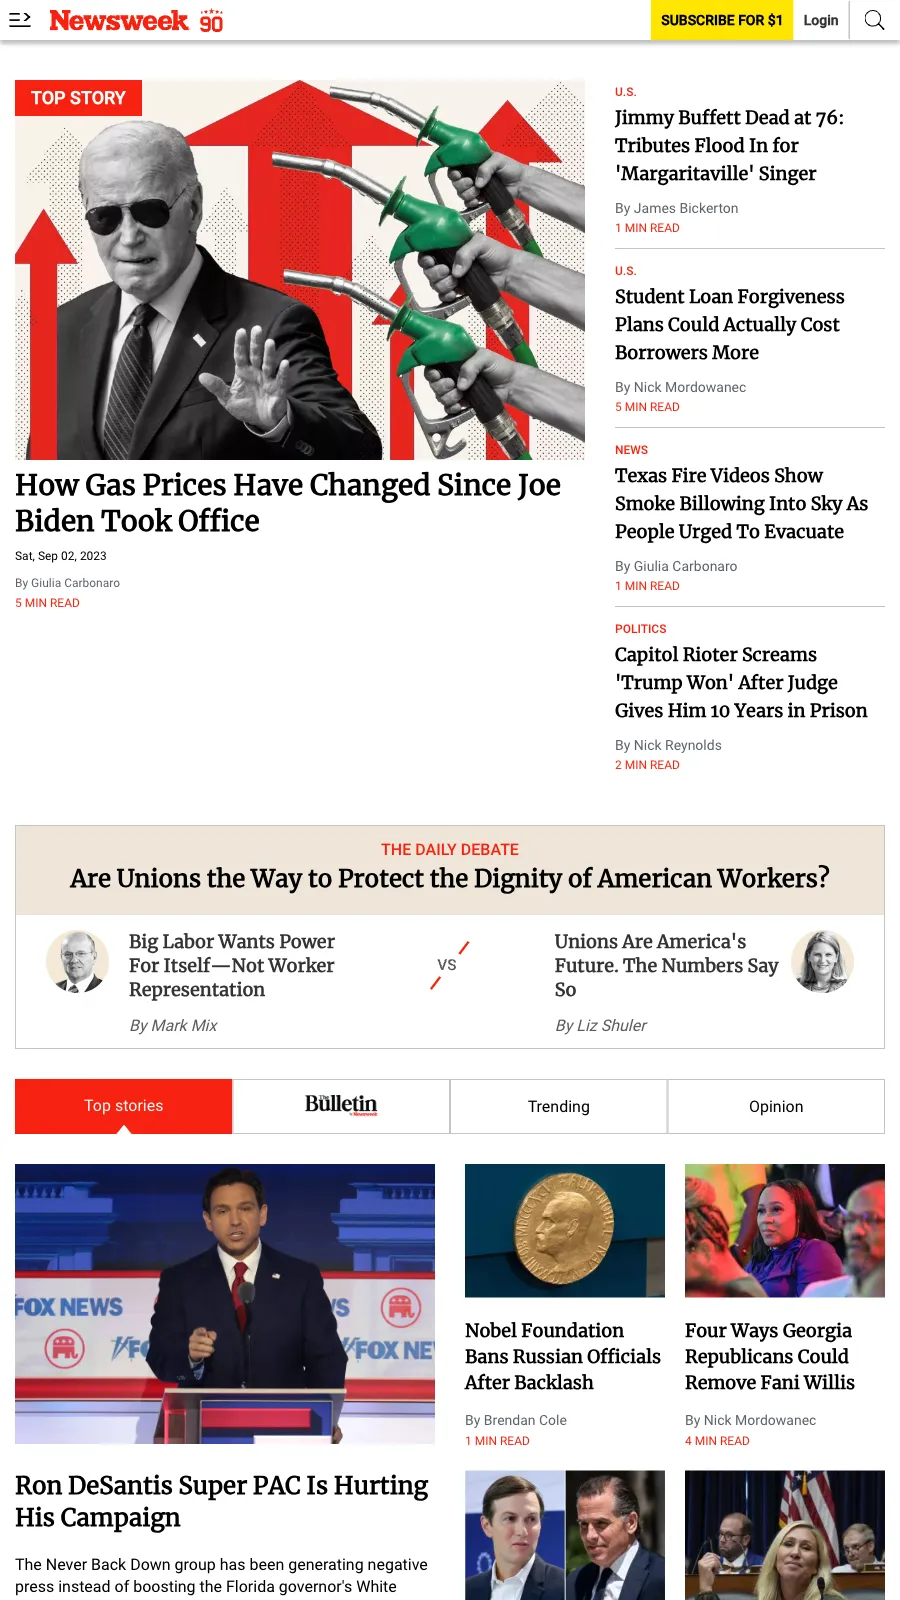 Newsweek 90
SUBSCRIBE FOR $1
Login
TOP STORY
How Gas Prices Have Changed Since Joe
Biden Took Office
Sat, Sep 02, 2023
By Giulia Carbonaro
5 MIN READ
U.S.
Jimmy Buffett Dead at 76:
Tributes Flood In for
'Margaritaville' Singer
By James Bickerton
1 MIN READ
U.S.
Student Loan Forgiveness
Plans Could Actually Cost
Borrowers More
By Nick Mordowanec
5 MIN READ
NEWS
Texas Fire Videos Show
Smoke Billowing Into Sky As
People Urged To Evacuate
By Giulia Carbonaro
1 MIN READ
POLITICS
Capitol Rioter Screams
'Trump Won' After Judge
Gives Him 10 Years in Prison
By Nick Reynolds
2 MIN READ
THE DAILY DEBATE
Are Unions the Way to Protect the Dignity of American Workers?
Big Labor Wants Power
For Itself—Not Worker
Representation
By Mark Mix
VS
Unions Are America's
Future. The Numbers Say
So
By Liz Shuler
Top stories
The Bulletin
Trending
Opinion
FOX NEWS
FOX NE
Ron DeSantis Super PAC Is Hurting
His Campaign
The Never Back Down group has been generating negative
press instead of boosting the Florida governor's White
Nobel Foundation
Bans Russian Officials
After Backlash
By Brendan Cole
1 MIN READ
Four Ways Georgia
Republicans Could
Remove Fani Willis
By Nick Mordowanec
4 MIN READ